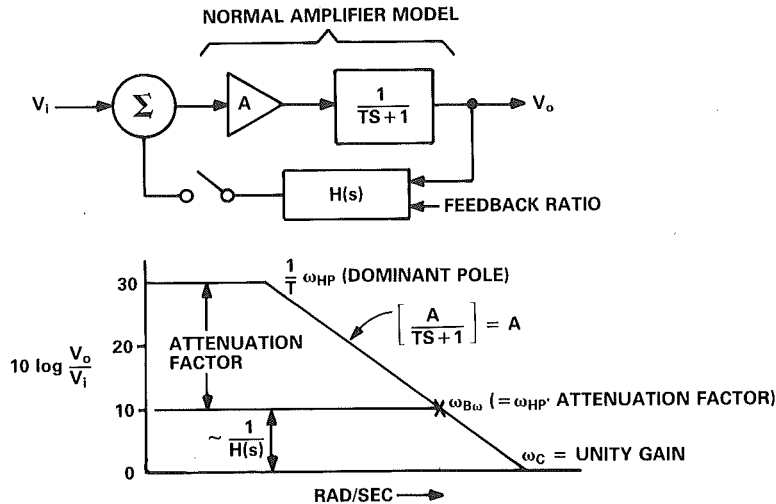 NORMAL AMPLIFIER MODEL
Vi
Σ
A
1
TS+1
Vo
H(s)
FEEDBACK RATIO
30
1/T ωHP (DOMINANT POLE)
[A/TS+1] = A
ATTENUATION
FACTOR
20
10 log Vo/Vi
10
ωBω (=ωHP· ATTENUATION FACTOR)
~ 1/H(s)
ωC = UNITY GAIN
0
RAD/SEC